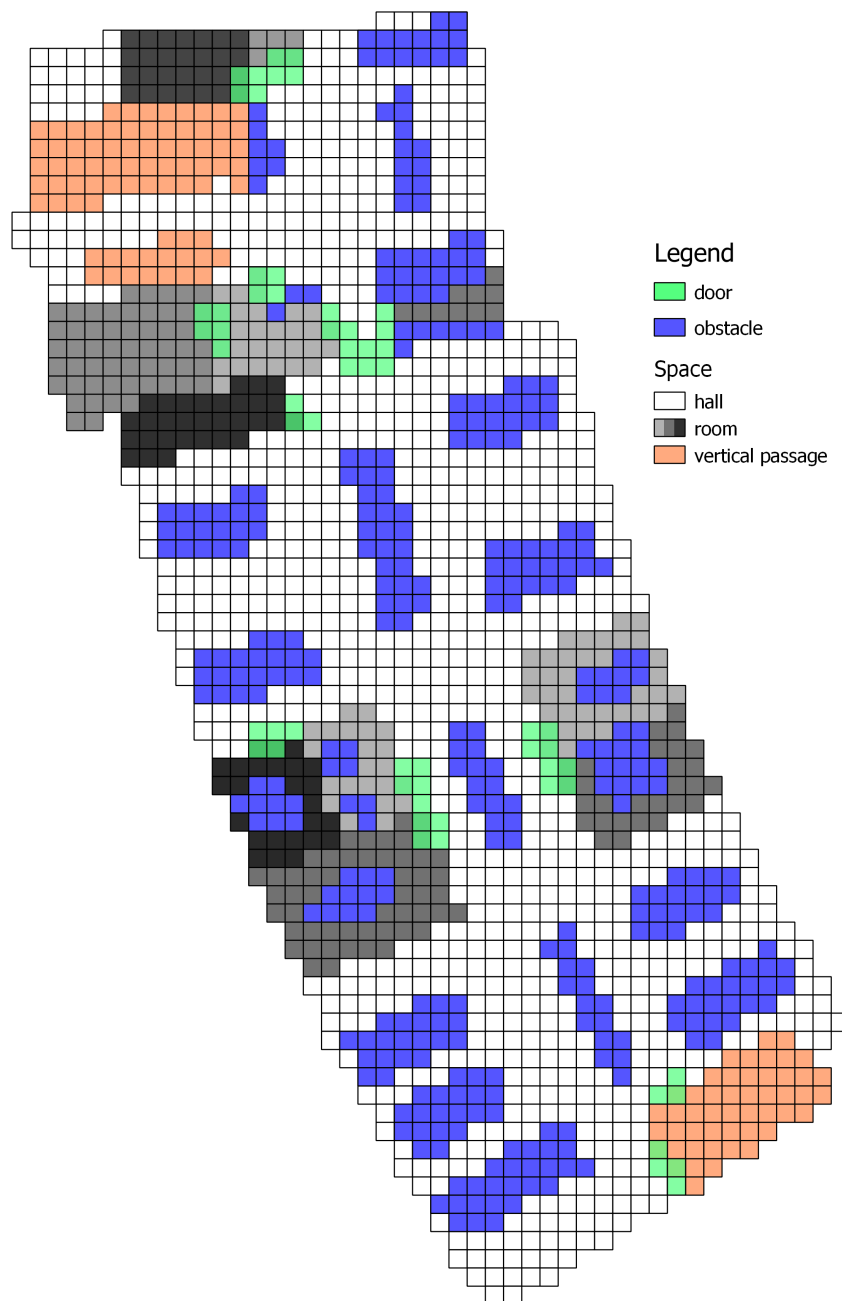 Legend
door
obstacle
Space
hall
room
vertical passage